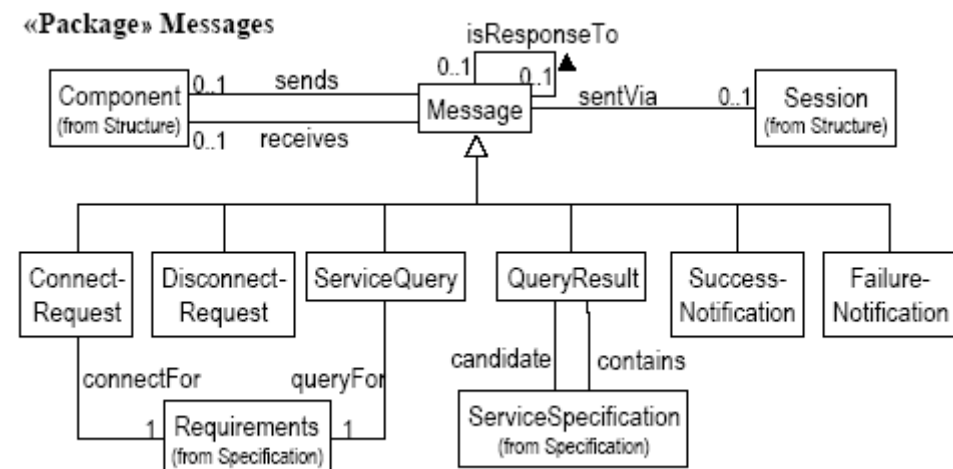 «Package» Messages
isResponseTo
0..1
0..1
Component
(from Structure)
0..1
sends
0..1
receives
Message
sentVia
0..1
Session
(from Structure)
Connect-
Request
Disconnect-
Request
ServiceQuery
QueryResult
Success-
Notification
Failure-
Notification
connectFor
queryFor
candidate
contains
1
Requirements
(from Specification)
1
ServiceSpecification
(from Specification)